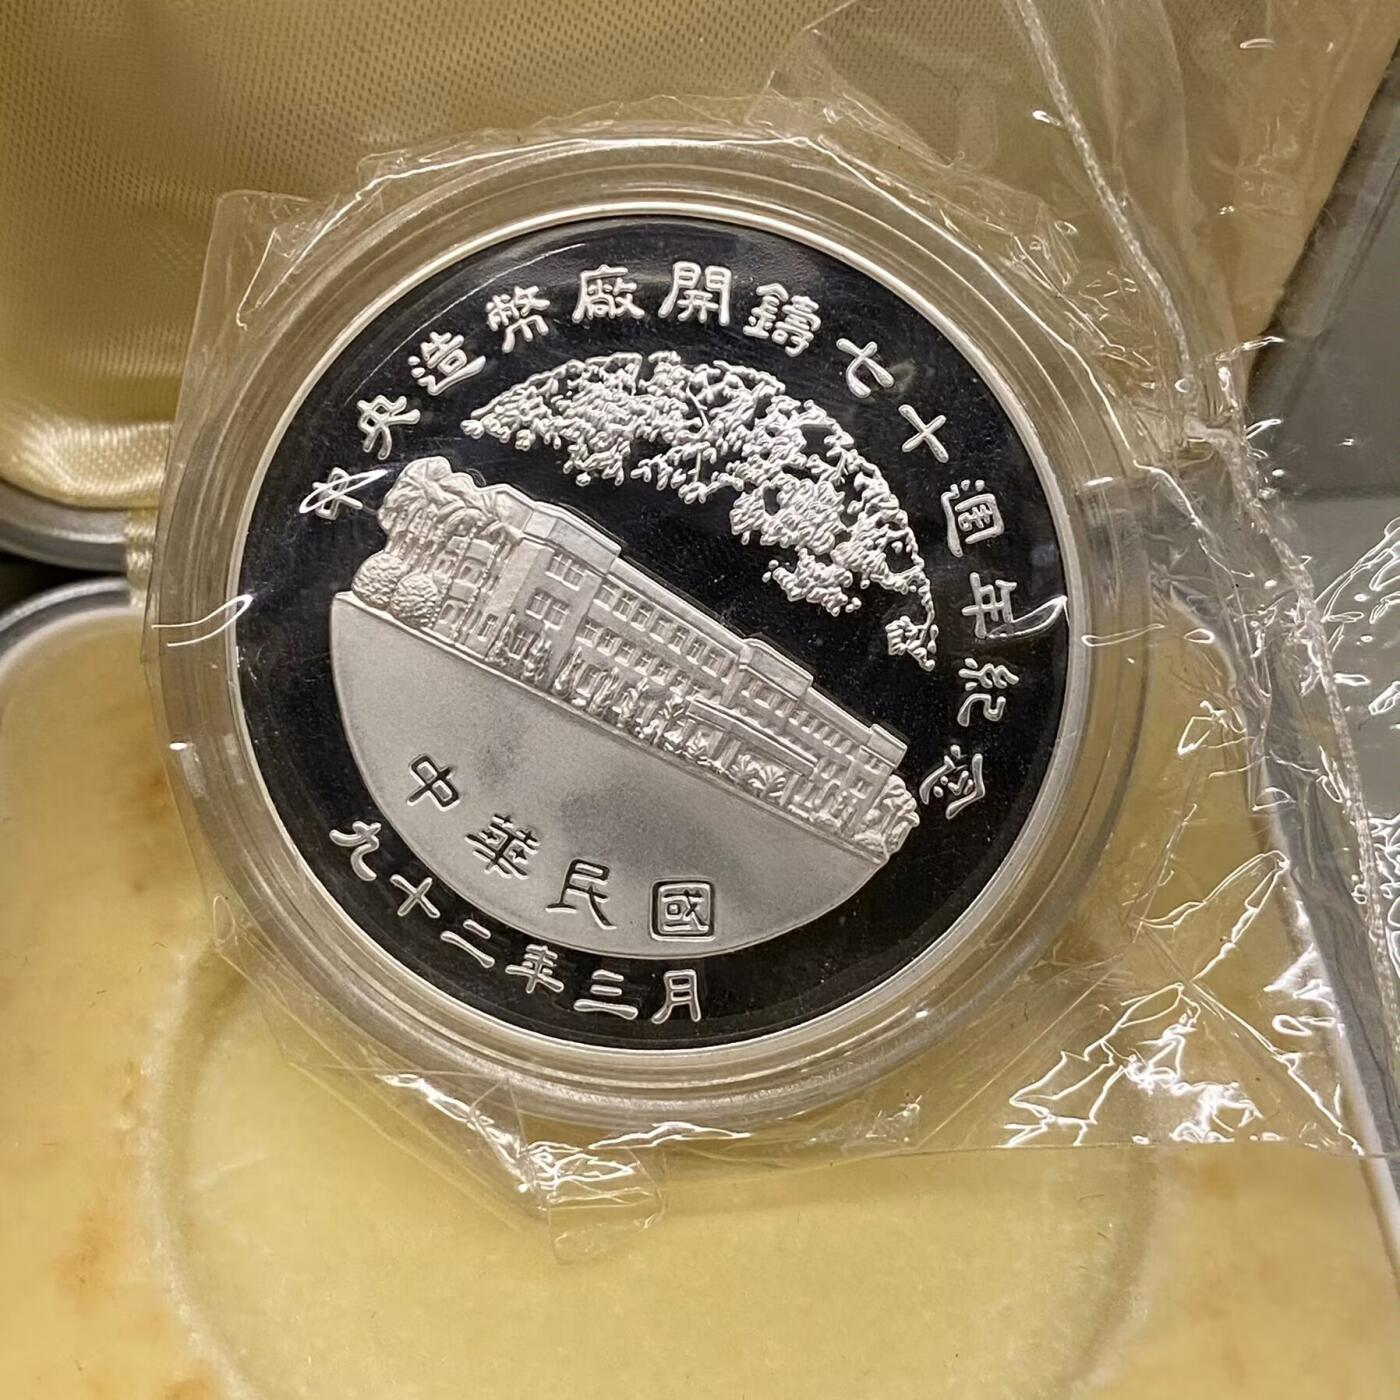 中央造幣廠開鑄七十週年紀念
中華民國
九十二年三月